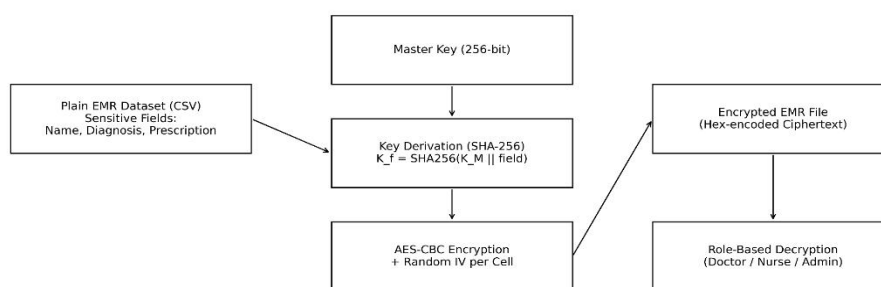 Master Key (256-bit)
Plain EMR Dataset (CSV)
Sensitive Fields:
Name, Diagnosis, Prescription
Key Derivation (SHA-256)
K_f = SHA256(K_M || field)
Encrypted EMR File
(Hex-encoded Ciphertext)
AES-CBC Encryption
+ Random IV per Cell
Role-Based Decryption
(Doctor / Nurse / Admin)